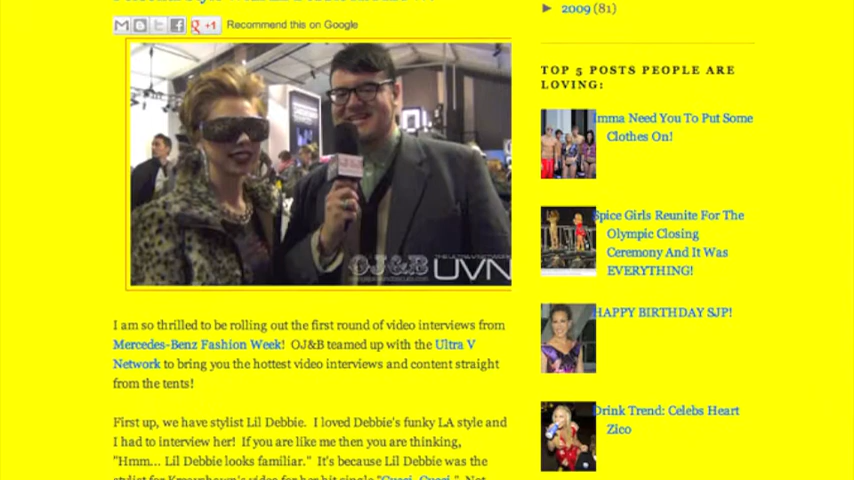 2009 (81)
Recommend this on Google
+1
TOP 5 POSTS PEOPLE ARE
LOVING:
Imma Need You To Put Some
Clothes On!
Spice Girls Reunite For The
Olympic Closing
Ceremony And It Was
EVERYTHING!
HAPPY BIRTHDAY SJP!
Drink Trend: Celebs Heart
Zico
OJ&B
OJ&B
UVN
I am so thrilled to be rolling out the first round of video interviews from
Mercedes-Benz Fashion Week! OJ&B teamed up with the Ultra V
Network to bring you the hottest video interviews and content straight
from the tents!
First up, we have stylist Lil Debbie. I loved Debbie's funky LA style and
I had to interview her! If you are like me then you are thinking,
"Hmm... Lil Debbie looks familiar." It's because Lil Debbie was the